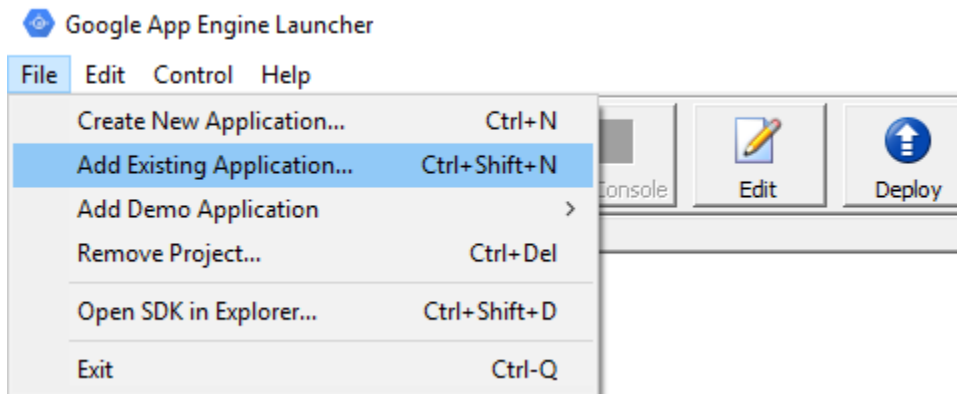 Google App Engine Launcher
File Edit Control Help
Create New Application... Ctrl+N
Add Existing Application... Ctrl+Shift+N
Add Demo Application >
Remove Project... Ctrl+Del
Open SDK in Explorer... Ctrl+Shift+D
Exit Ctrl-Q
Console Edit Deploy